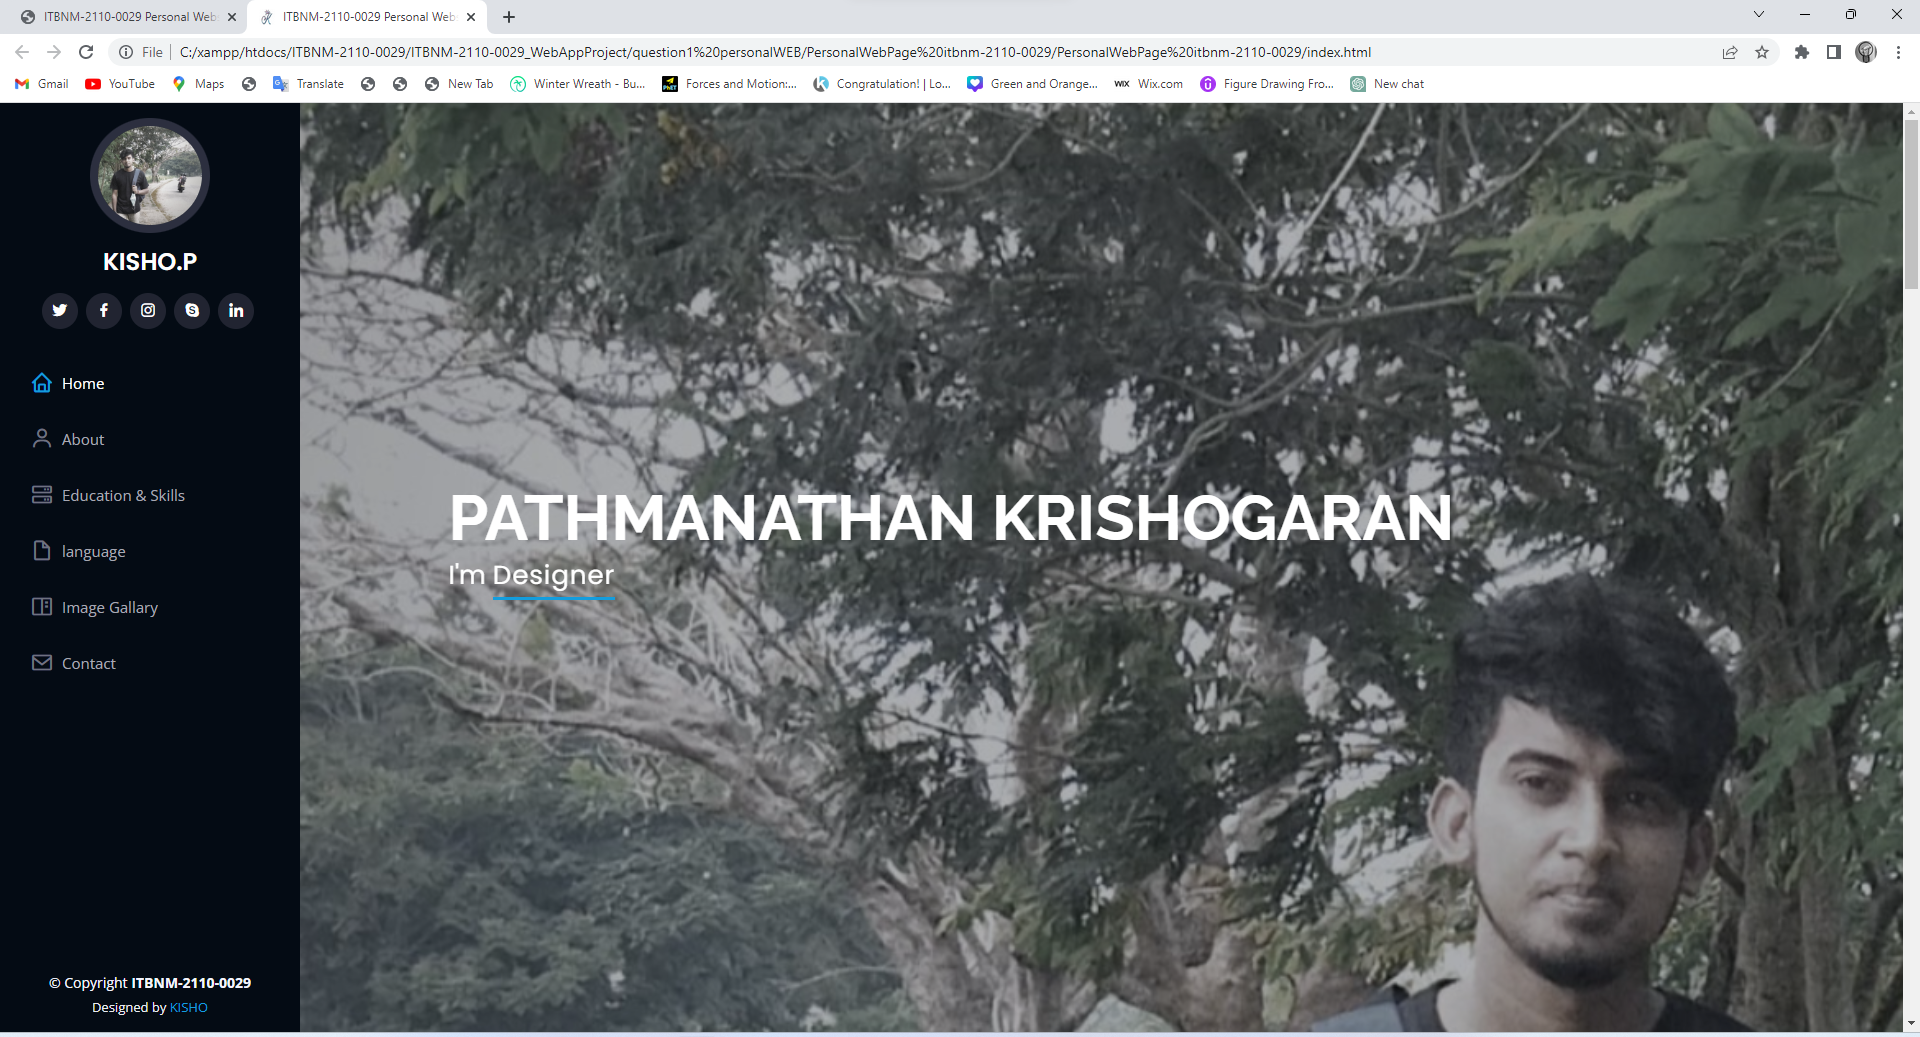 ITBNM-2110-0029 Personal Web
ITBNM-2110-0029 Personal Web
File
C:/xampp/htdocs/ITBNM-2110-0029/ITBNM-2110-0029_WebAppProject/question1%20personalWEB/PersonalWebPage%20itbnm-2110-0029/PersonalWebPage%20itbnm-2110-0029/index.html
Gmail
YouTube
Maps
Translate
New Tab
Winter Wreath - Bu...
Forces and Motion:...
Congratulation! | Lo...
Green and Orange...
WIX Wix.com
Figure Drawing Fro...
New chat
KISHO.P
Home
About
Education & Skills
language
Image Gallary
Contact
PATHMANATHAN KRISHOGARAN
I'm Designer
© Copyright ITBNM-2110-0029
Designed by KISHO